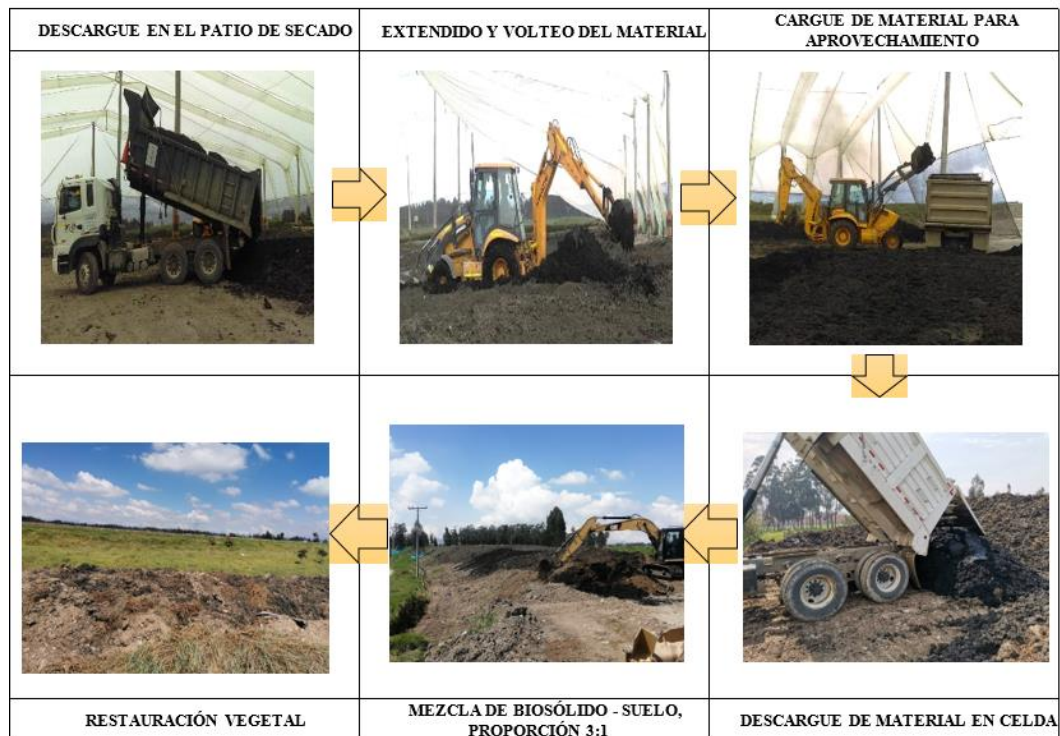 DESCARGUE EN EL PATIO DE SECADO
EXTENDIDO Y VOLTEO DEL MATERIAL
CARGUE DE MATERIAL PARA
APROVECHAMIENTO
RESTAURACIÓN VEGETAL
MEZCLA DE BIOSÓLIDO - SUELO,
PROPORCIÓN 3:1
DESCARGUE DE MATERIAL EN CELDA